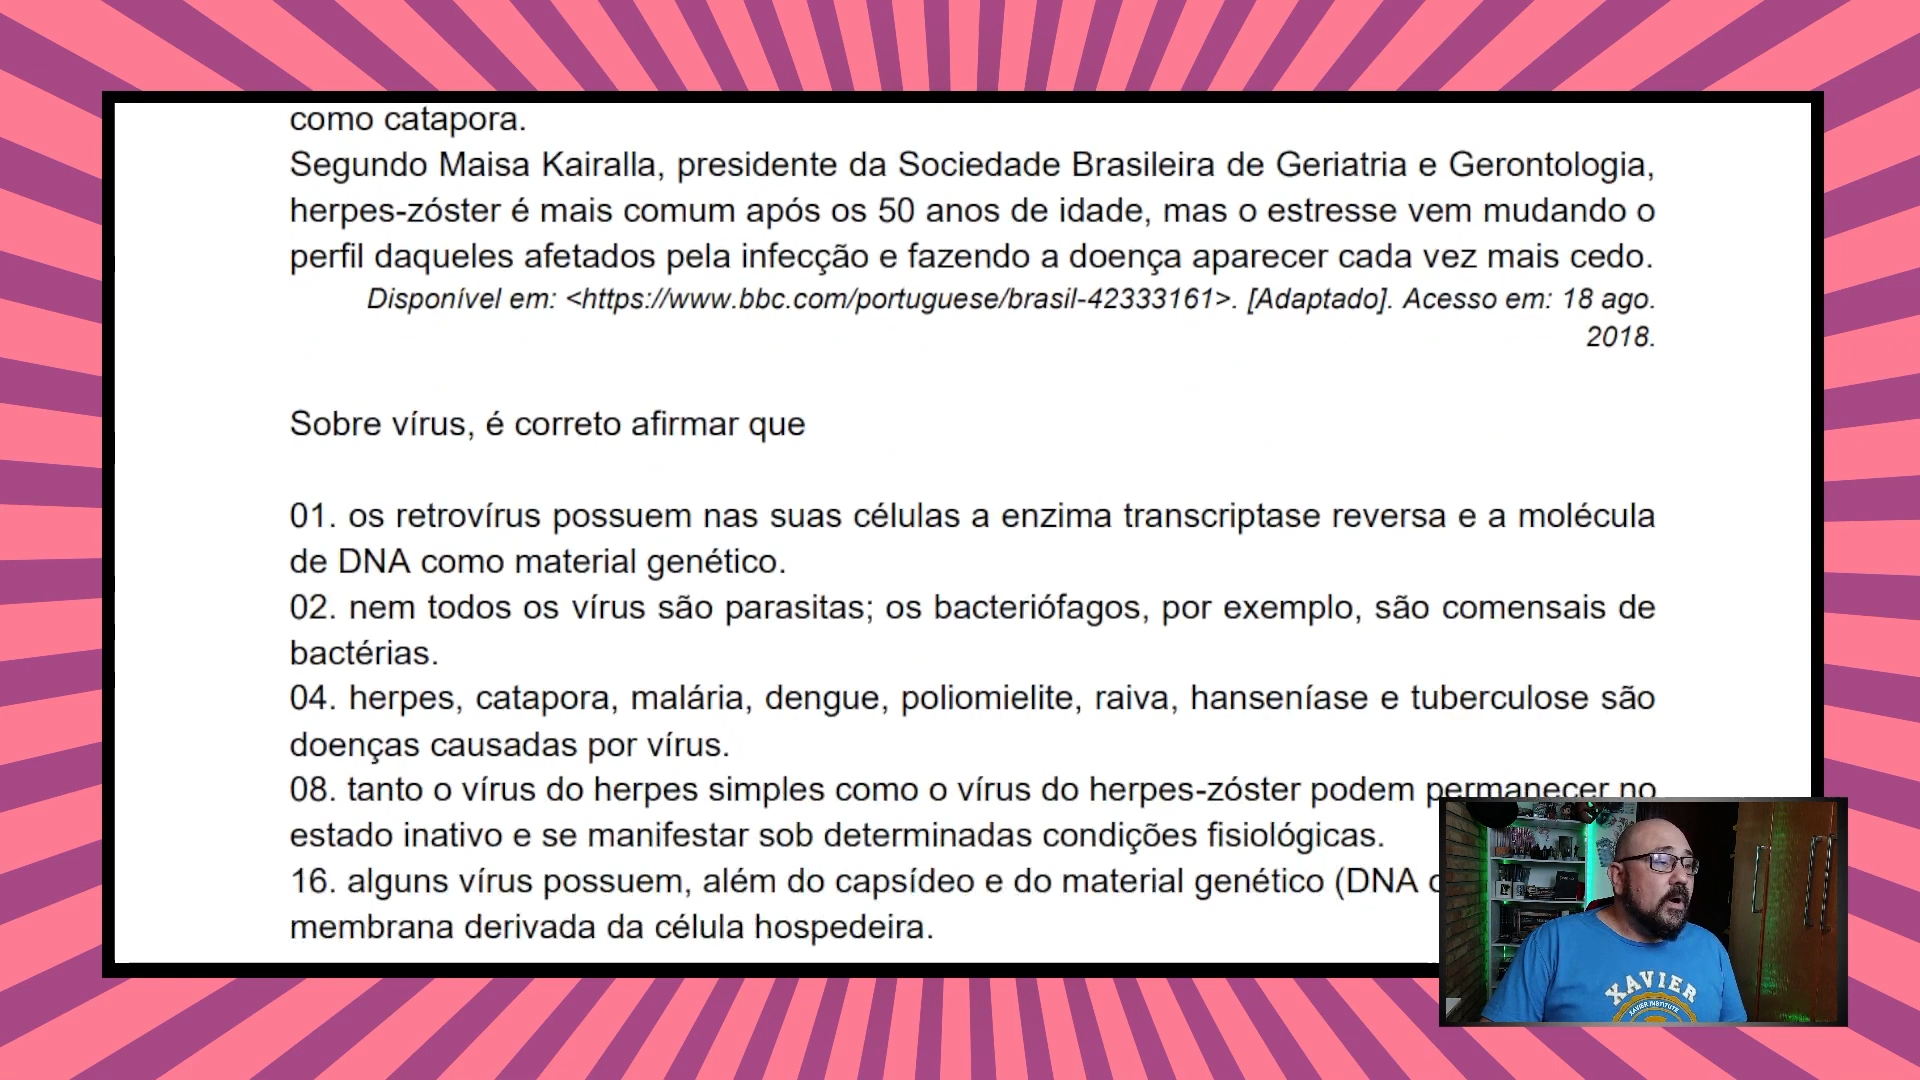 como catapora.
Segundo Maisa Kairalla, presidente da Sociedade Brasileira de Geriatria e Gerontologia,
herpes-zóster é mais comum após os 50 anos de idade, mas o estresse vem mudando o
perfil daqueles afetados pela infecção e fazendo a doença aparecer cada vez mais cedo.
Disponível em: <https://www.bbc.com/portuguese/brasil-42333161>. [Adaptado]. Acesso em: 18 ago.
2018.
Sobre vírus, é correto afirmar que
01. os retrovírus possuem nas suas células a enzima transcriptase reversa e a molécula
de DNA como material genético.
02. nem todos os vírus são parasitas; os bacteriófagos, por exemplo, são comensais de
bactérias.
04. herpes, catapora, malária, dengue, poliomielite, raiva, hanseníase e tuberculose são
doenças causadas por vírus.
08. tanto o vírus do herpes simples como o vírus do herpes-zóster podem permanecer no
estado inativo e se manifestar sob determinadas condições fisiológicas.
16. alguns vírus possuem, além do capsídeo e do material genético (DNA
membrana derivada da célula hospedeira.
XAVIER
XAVIER INSTITUTE